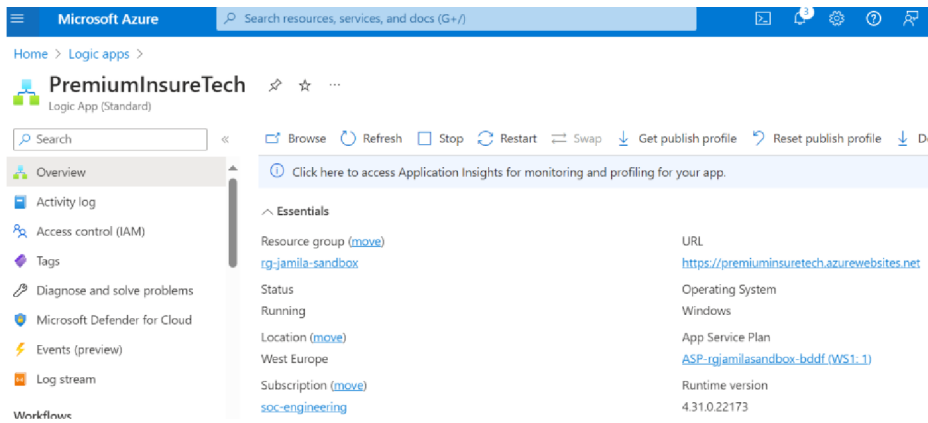 Microsoft Azure
Search resources, services, and docs (G+/)
3
Home > Logic apps >
PremiumInsureTech
Logic App (Standard)
Search
Browse Refresh Stop Restart Swap Get publish profile Reset publish profile
Overview
Click here to access Application Insights for monitoring and profiling for your app.
Activity log
Access control (IAM)
Tags
Diagnose and solve problems
Microsoft Defender for Cloud
Events (preview)
Log stream
Workflows
Essentials
Resource group (move)
rg-jamila-sandbox
Status
Running
Location (move)
West Europe
Subscription (move)
soc-engineering
URL
https://premiuminsuretech.azurewebsites.net
Operating System
Windows
App Service Plan
ASP-rgjamilasandbox-bddf (WS1: 1)
Runtime version
4.31.0.22173